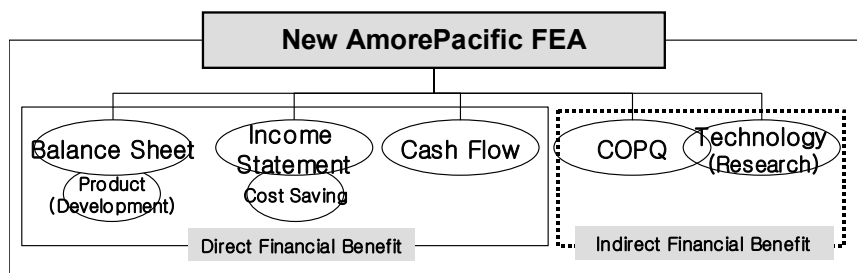 New AmorePacific FEA
Balance Sheet
Income
Statement
Cash Flow
COPQ
Technology
(Research)
Product
(Development)
Cost Saving
Direct Financial Benefit
Indirect Financial Benefit